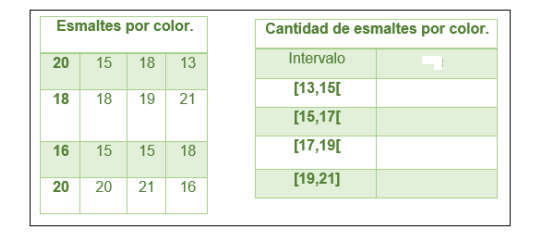 Esmaltes por color.
20 15 18 13
18 18 19 21
16 15 15 18
20 20 21 16
Cantidad de esmaltes por color.
Intervalo
[13,15[
[15,17[
[17,19[
[19,21]